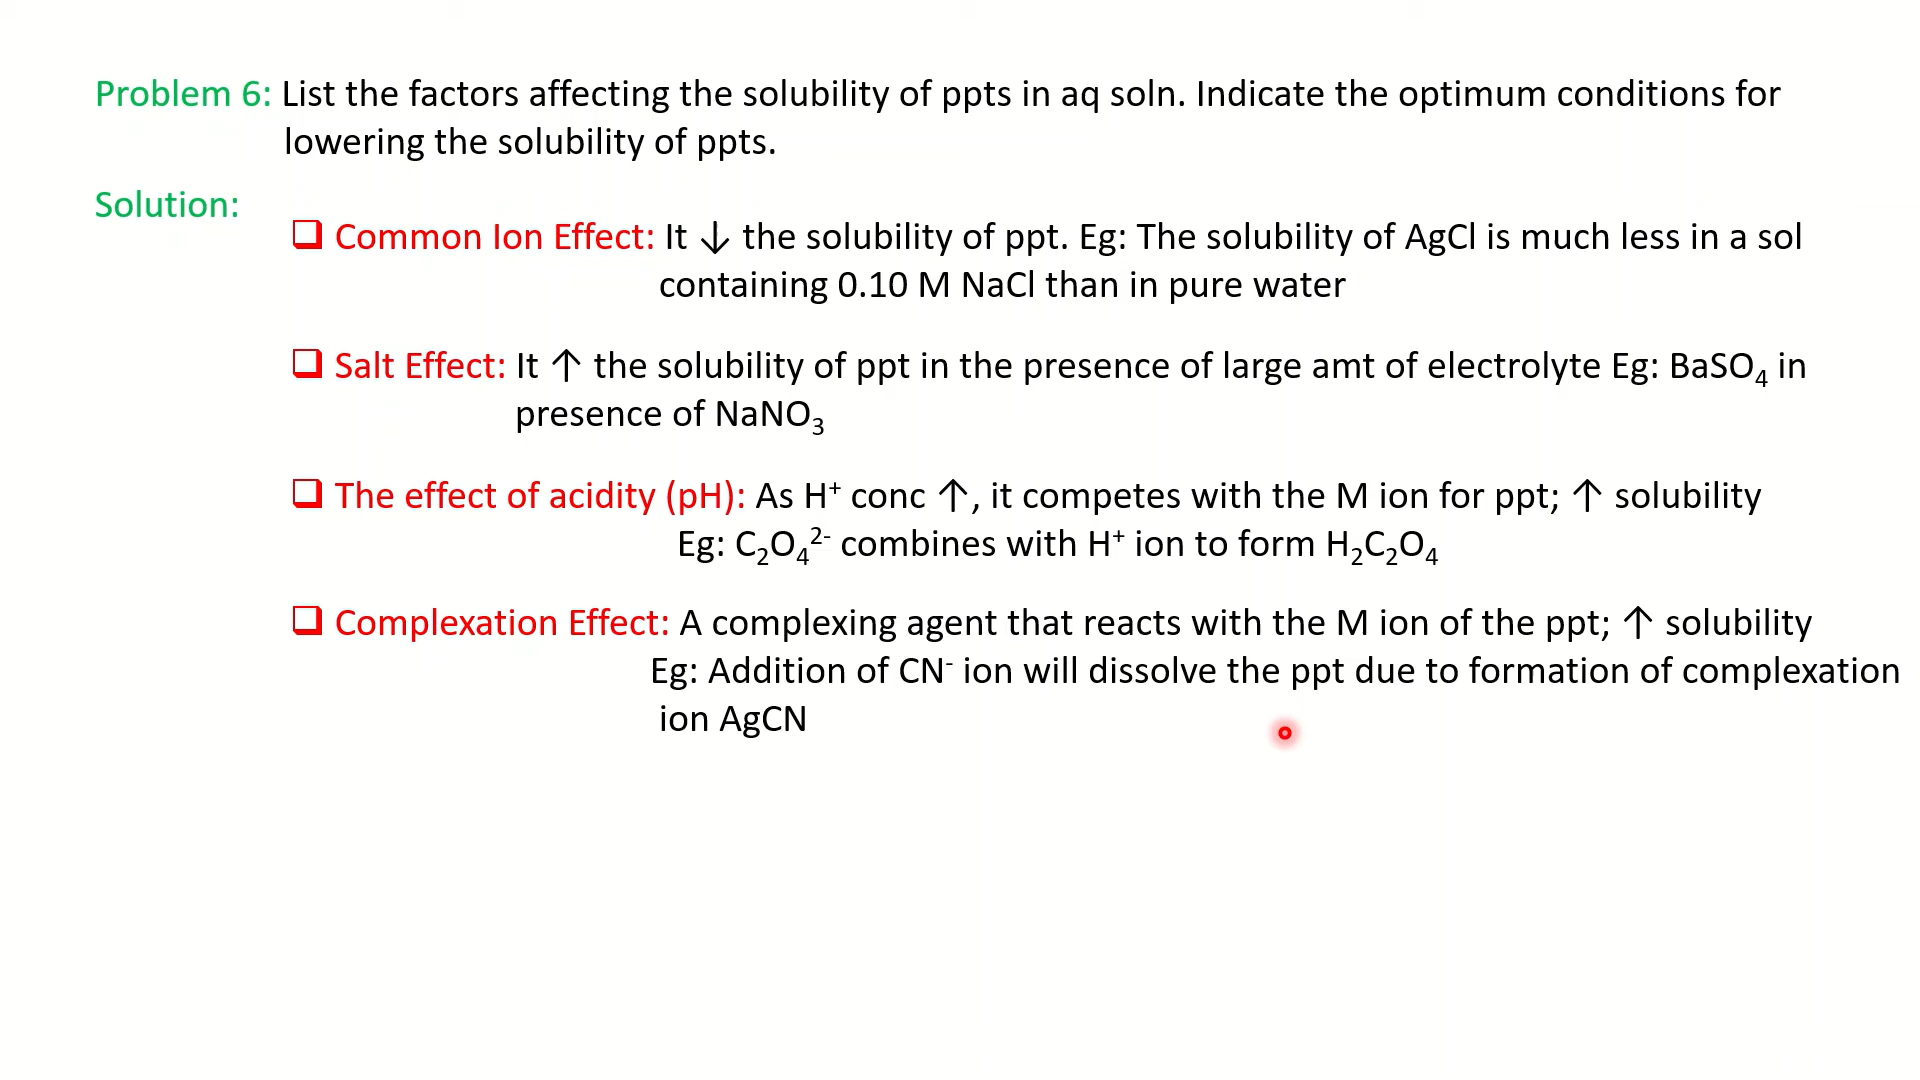 Problem 6: List the factors affecting the solubility of ppts in aq soln. Indicate the optimum conditions for
lowering the solubility of ppts.
Solution:
❑ Common Ion Effect: It ↓ the solubility of ppt. Eg: The solubility of AgCl is much less in a sol
containing 0.10 M NaCl than in pure water
❑ Salt Effect: It ↑ the solubility of ppt in the presence of large amt of electrolyte Eg: BaSO₄ in
presence of NaNO₃
❑ The effect of acidity (pH): As H⁺ conc ↑, it competes with the M ion for ppt; ↑ solubility
Eg: C₂O₄²⁻ combines with H⁺ ion to form H₂C₂O₄
❑ Complexation Effect: A complexing agent that reacts with the M ion of the ppt; ↑ solubility
Eg: Addition of CN⁻ ion will dissolve the ppt due to formation of complexation
ion AgCN